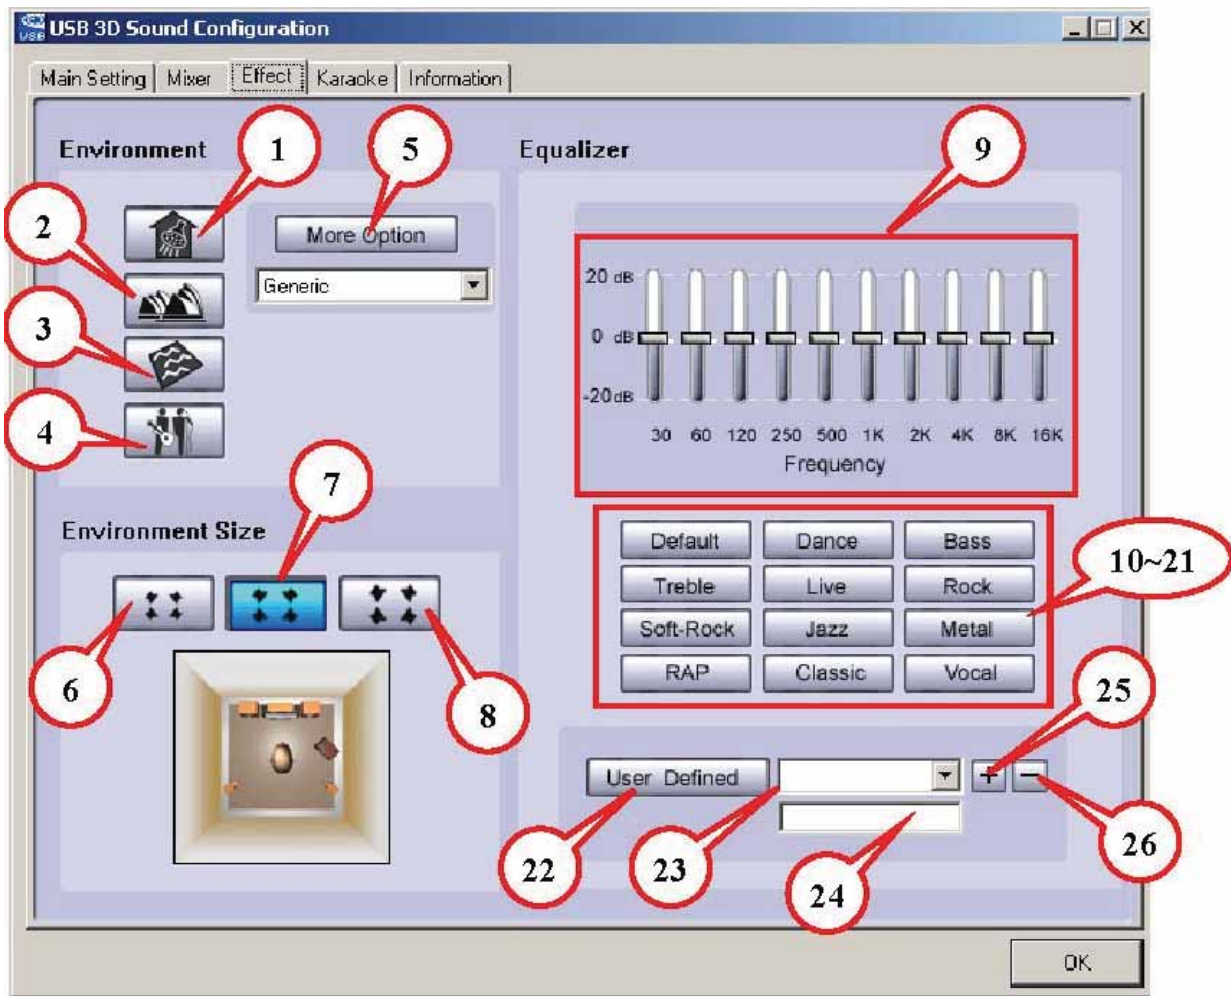 USB 3D Sound Configuration
USB
Main Setting Mixer Effect Karaoke Information
Environment
1
5
2
More Option
Generic
3
4
Environment Size
7
6
8
Equalizer
9
20 dB
0 dB
-20dB
30 60 120 250 500 1K 2K 4K 8K 16K
Frequency
Default Dance Bass
10~21
Treble Live Rock
Soft-Rock Jazz Metal
RAP Classic Vocal
25
User Defined + −
22
23
24
26
OK